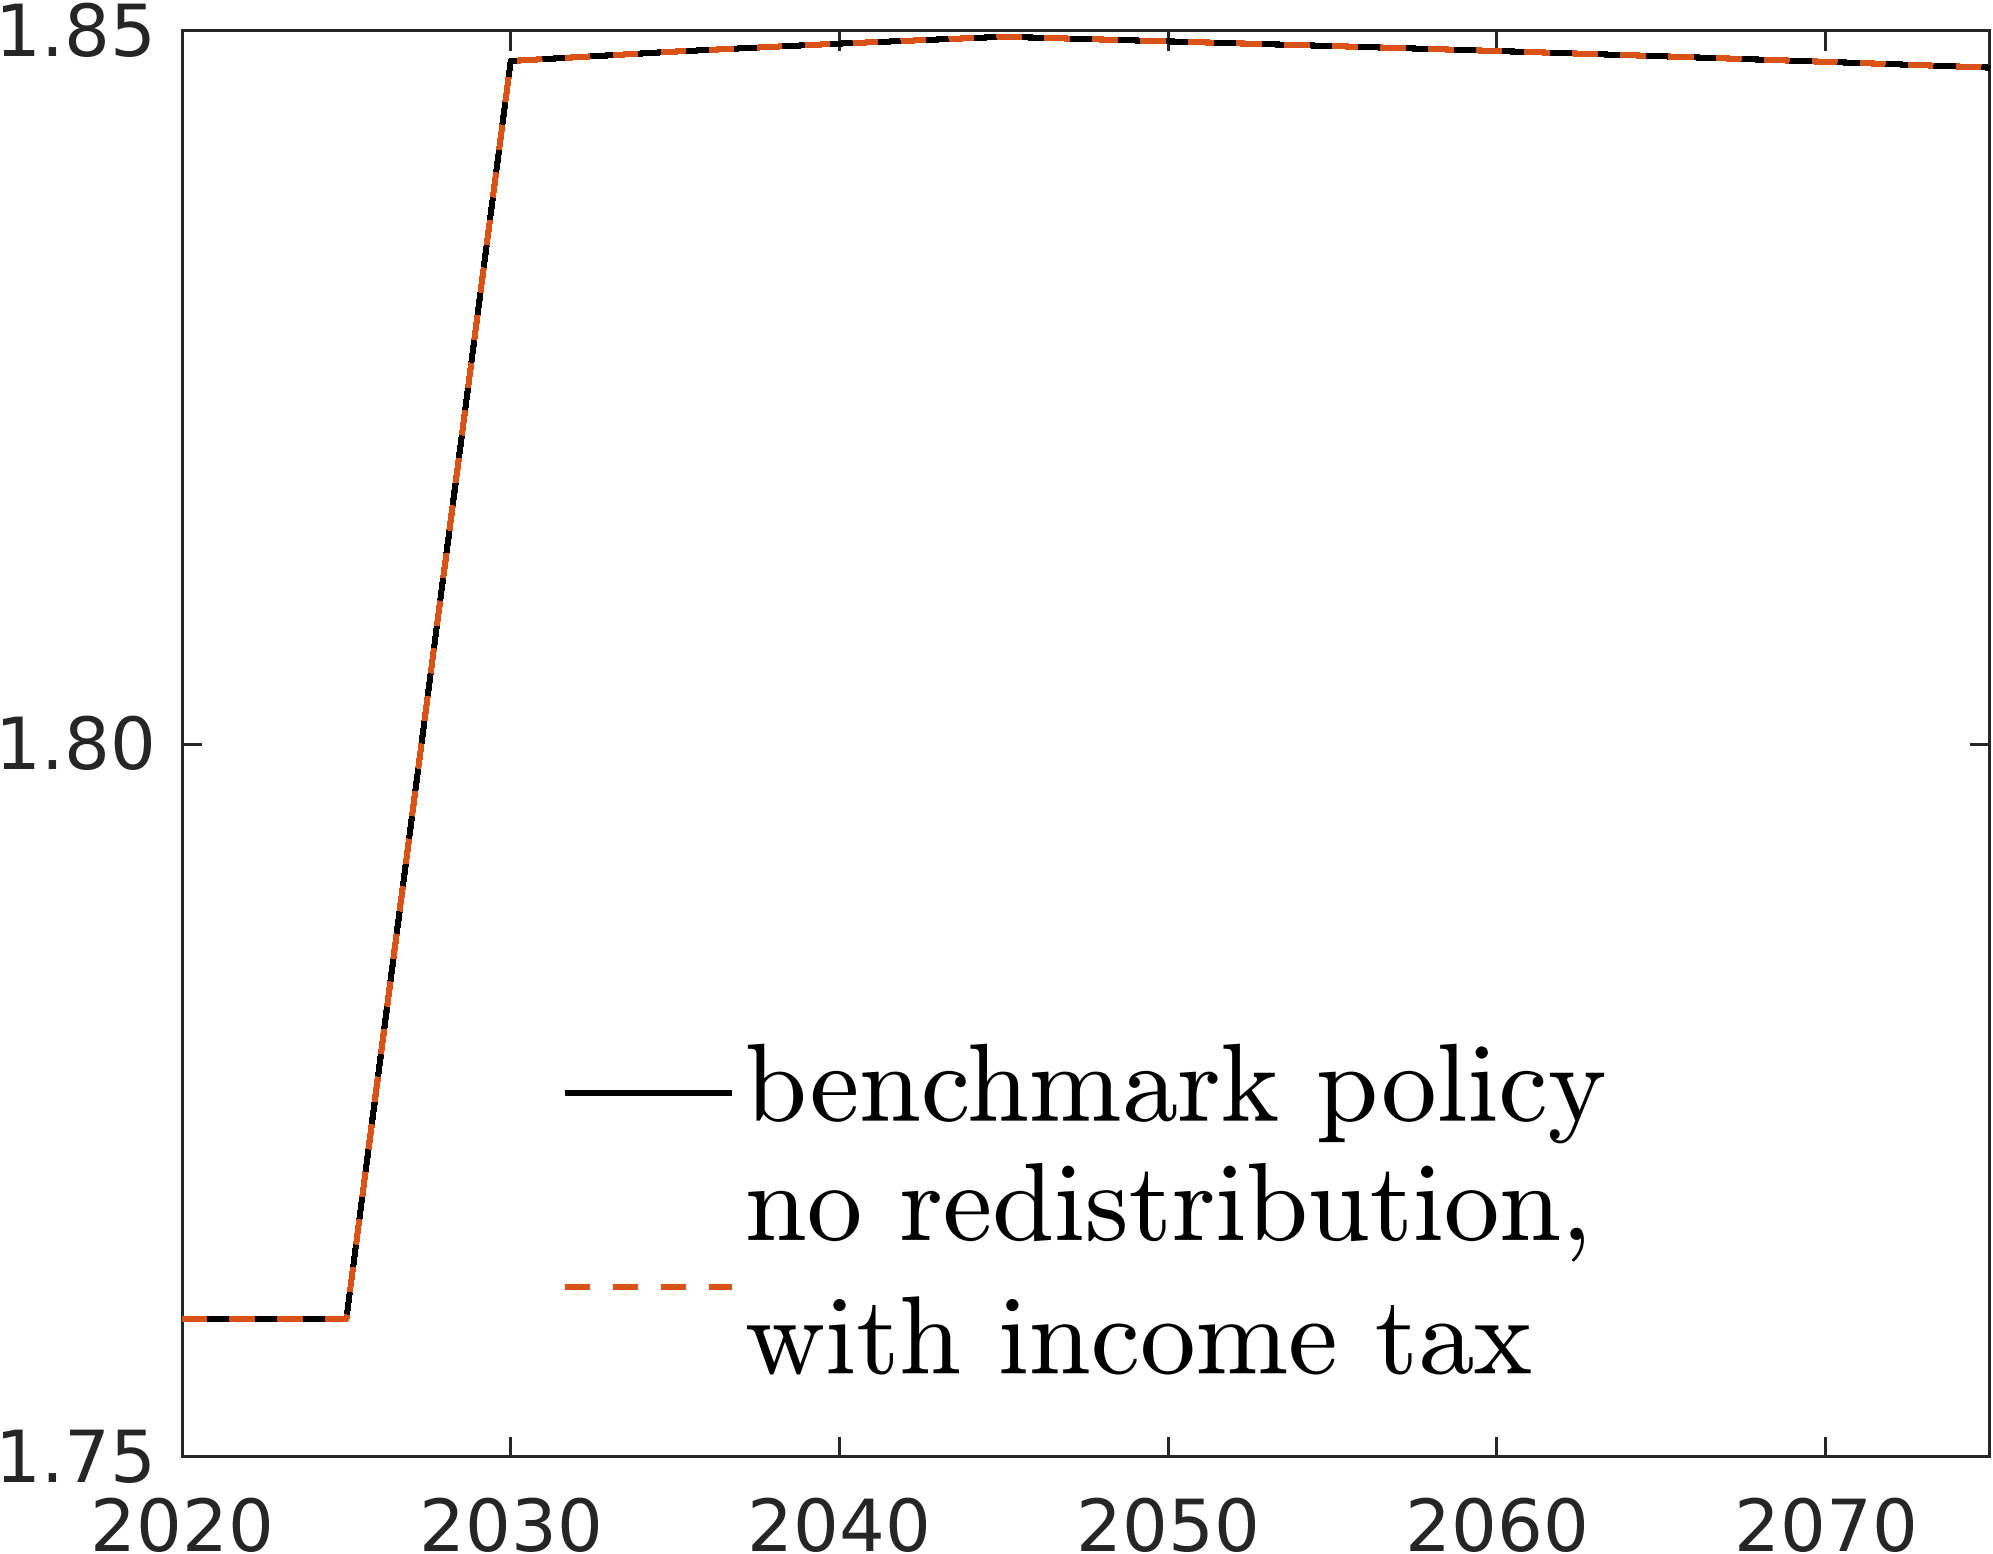 1.85
1.80
benchmark policy
no redistribution,
with income tax
1.75
2020 2030 2040 2050 2060 2070